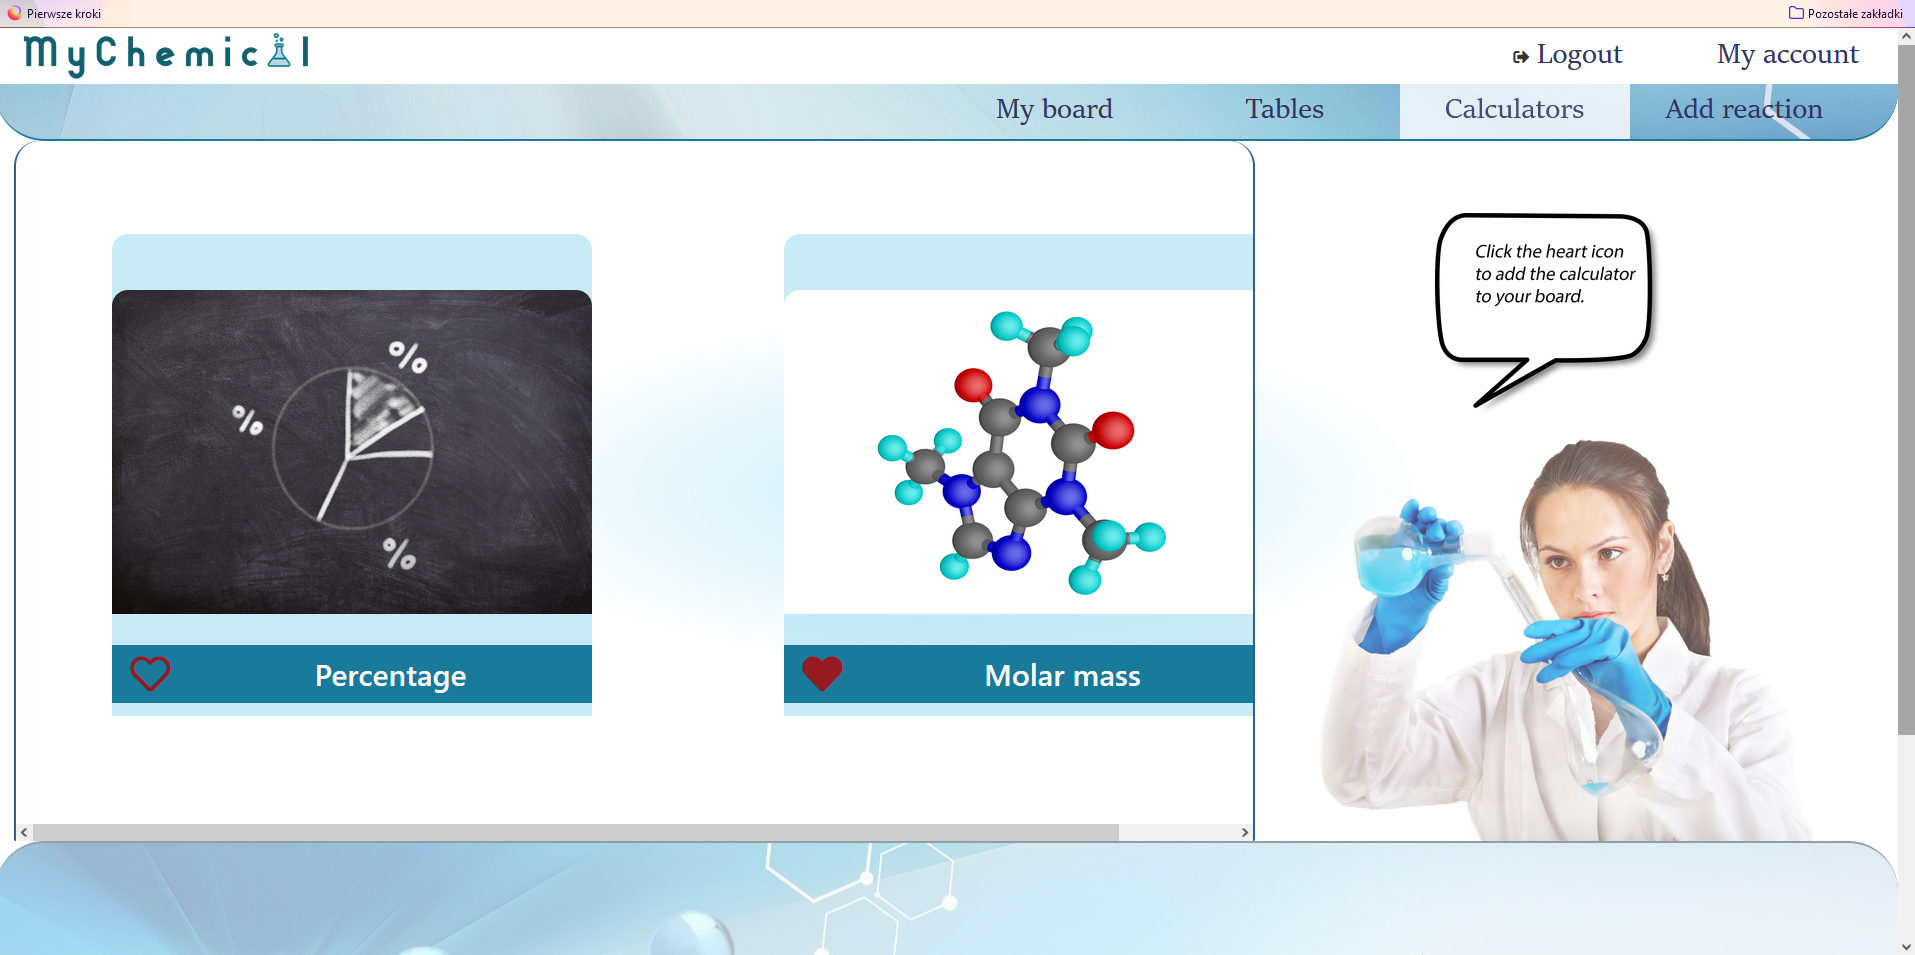 Pierwsze kroki
Pozostałe zakładki
MyChemical
Logout
My account
My board
Tables
Calculators
Add reaction
Click the heart icon
to add the calculator
to your board.
%
%
%
Percentage
Molar mass